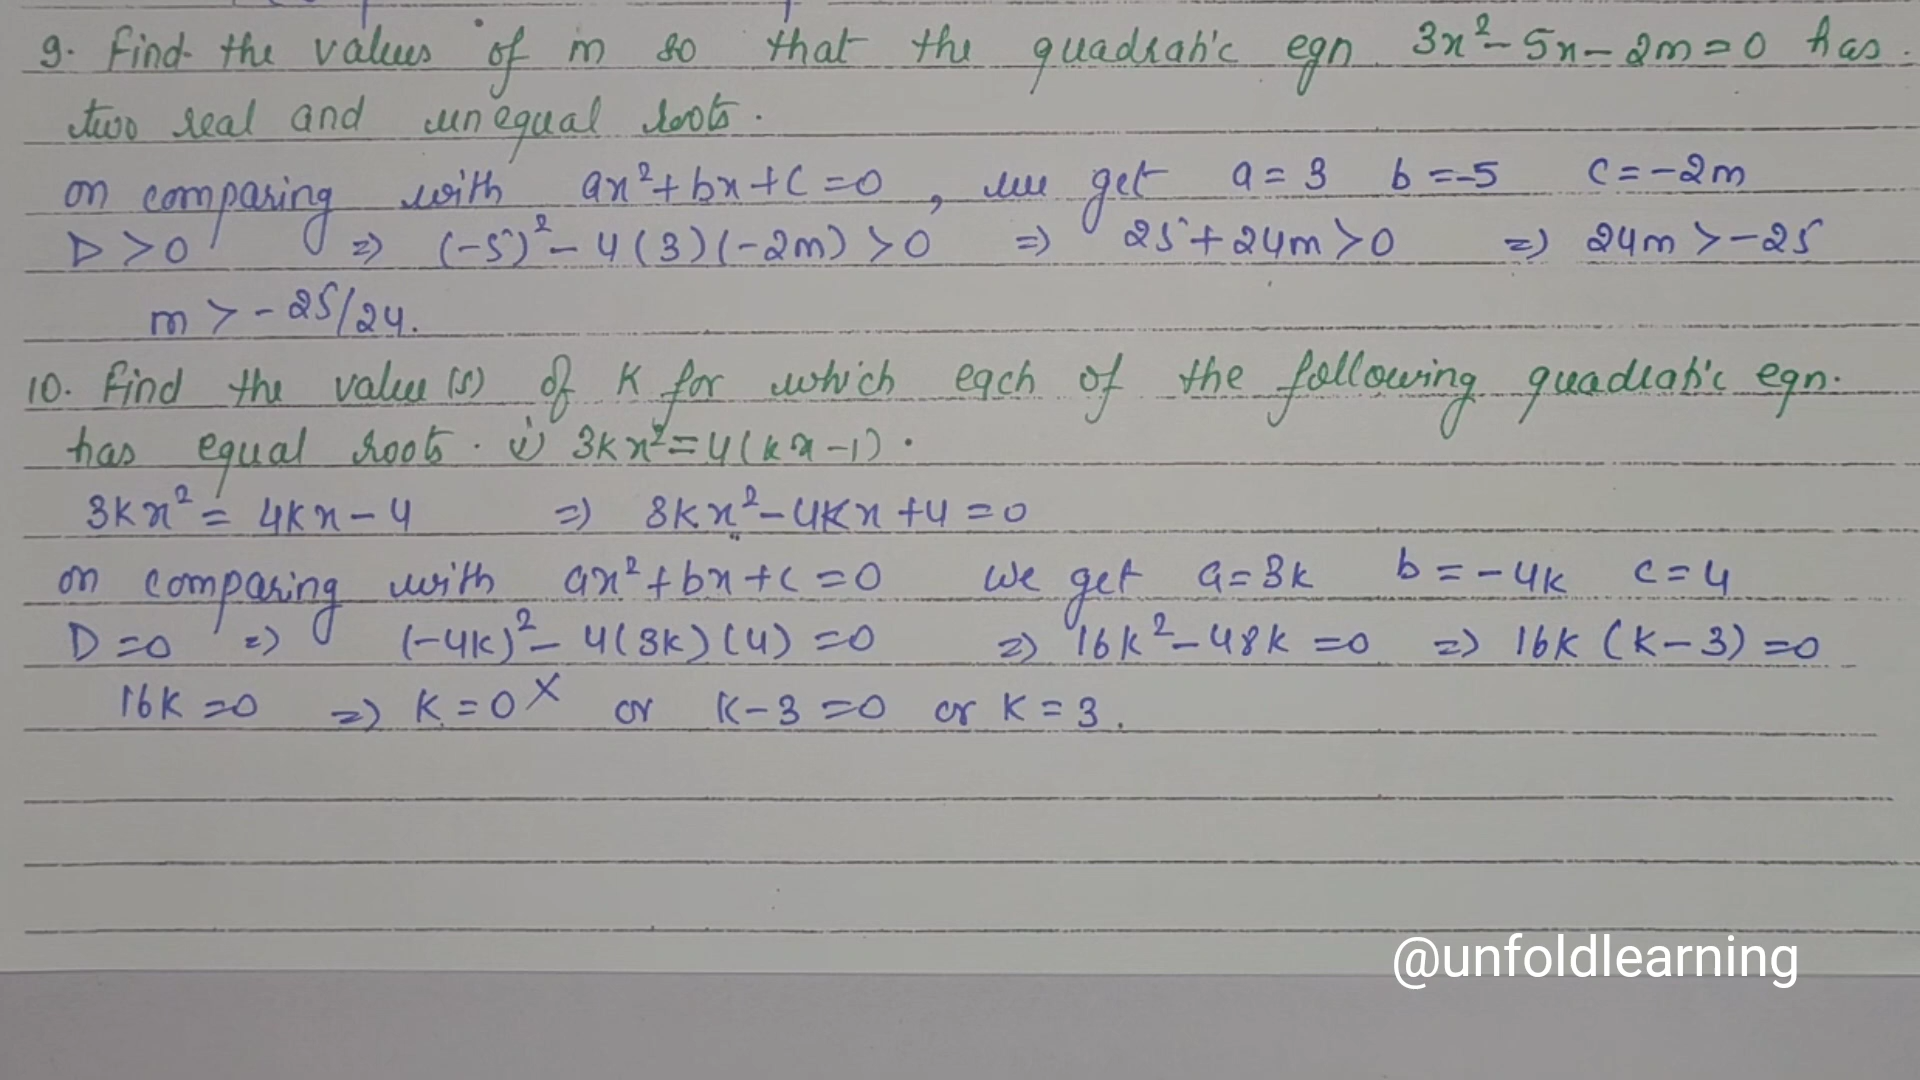 9. Find the values of m so that the quadratic eqn 3x²-5x-2m=0 has
two real and unequal roots.
on comparing with ax²+bx+c=0, we get a=3 b=-5 c=-2m
D>0 => (-5)²-4(3)(-2m)>0 => 25+24m>0 => 24m>-25
m>-25/24.
10. Find the value(s) of K for which each of the following quadratic eqn.
has equal roots. i) 3kx²=4(kx-1).
3kx²=4kx-4 => 3kx²-4kx+4=0
on comparing with ax²+bx+c=0 We get a=3k b=-4k c=4
D=0 => (-4k)²-4(3k)(4)=0 => 16k²-48k=0 => 16k(k-3)=0
16k=0 => k=0 X or k-3=0 or k=3.
@unfoldlearning